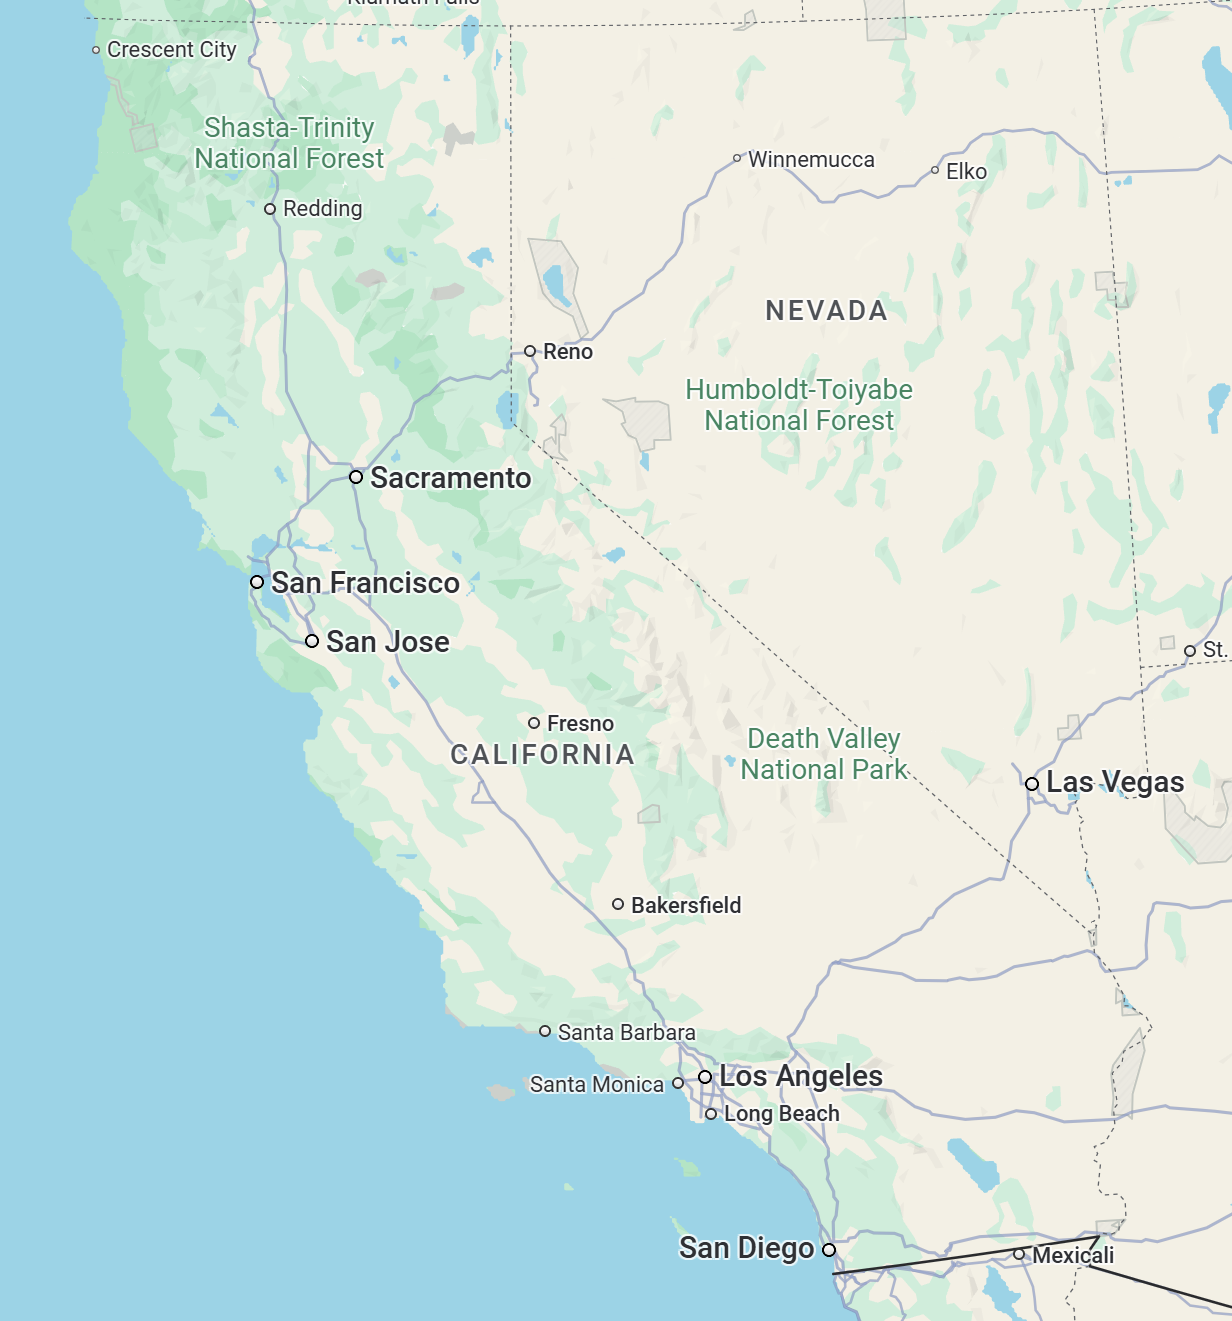 Klamath Falls
Crescent City
Shasta-Trinity
National Forest
Winnemucca
Elko
Redding
NEVADA
Reno
Humboldt-Toiyabe
National Forest
Sacramento
San Francisco
San Jose
St.
Fresno
CALIFORNIA
Death Valley
National Park
Las Vegas
Bakersfield
Santa Barbara
Los Angeles
Santa Monica
Long Beach
San Diego
Mexicali